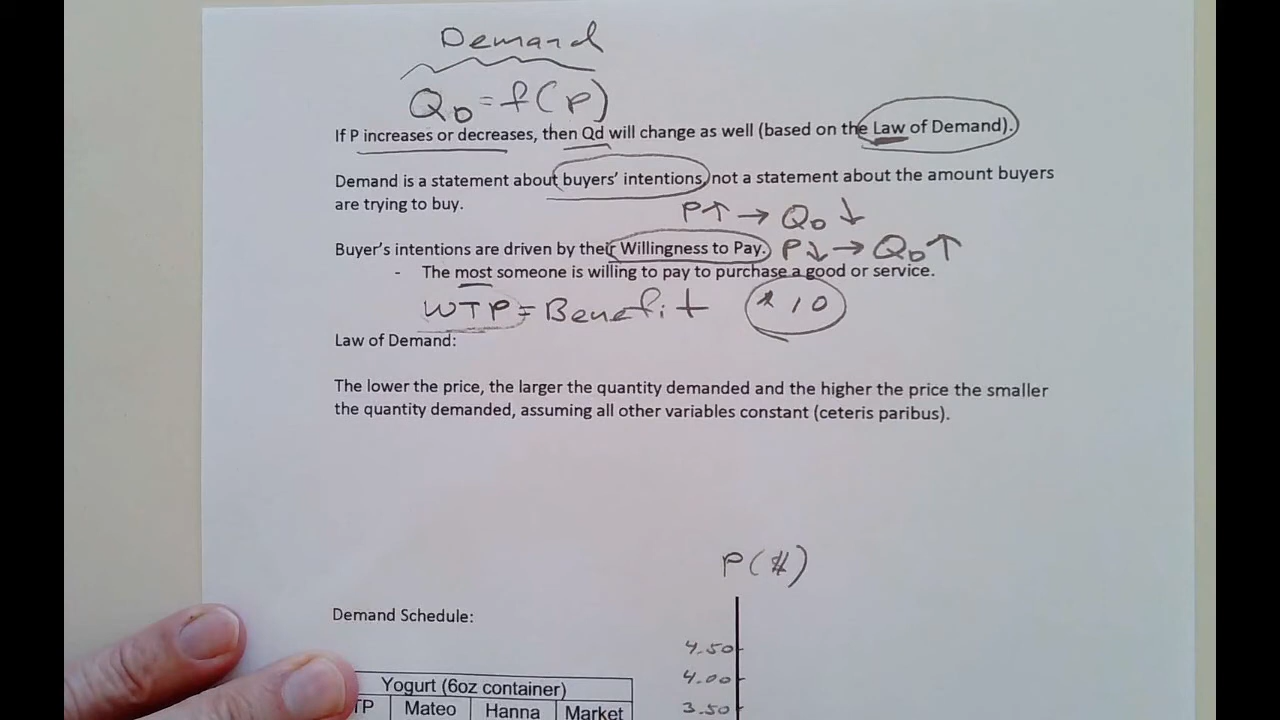 Demand
QD = f(P)
If P increases or decreases, then Qd will change as well (based on the Law of Demand).
Demand is a statement about buyers' intentions, not a statement about the amount buyers
are trying to buy.
P↑ → QD ↓
Buyer's intentions are driven by their Willingness to Pay. P↓ → QD ↑
- The most someone is willing to pay to purchase a good or service.
WTP = Benefit 10
Law of Demand:
The lower the price, the larger the quantity demanded and the higher the price the smaller
the quantity demanded, assuming all other variables constant (ceteris paribus).
P($)
Demand Schedule:
4.50
4.00
Yogurt (6oz container)
3.50
TP Mateo Hanna Market